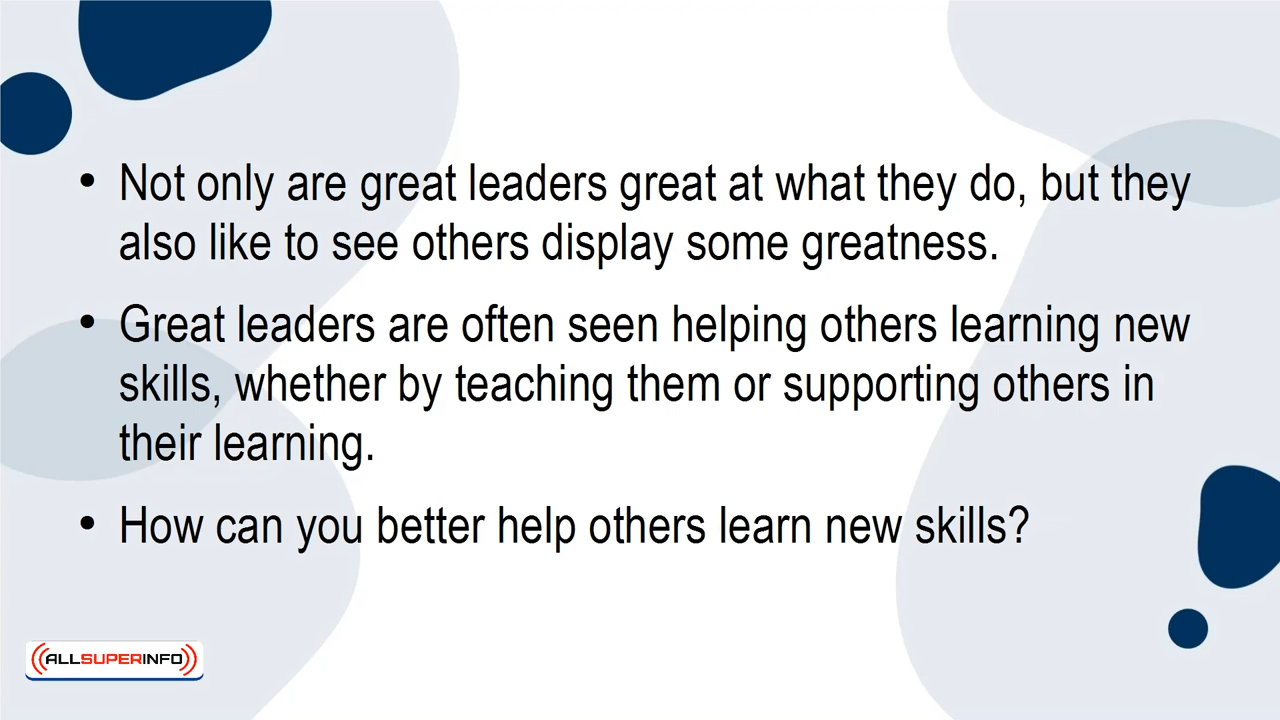 • Not only are great leaders great at what they do, but they
also like to see others display some greatness.
• Great leaders are often seen helping others learning new
skills, whether by teaching them or supporting others in
their learning.
• How can you better help others learn new skills?
ALLSUPERINFO